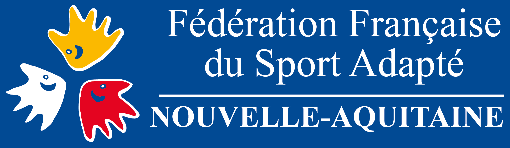 Fédération Française
du Sport Adapté
NOUVELLE-AQUITAINE